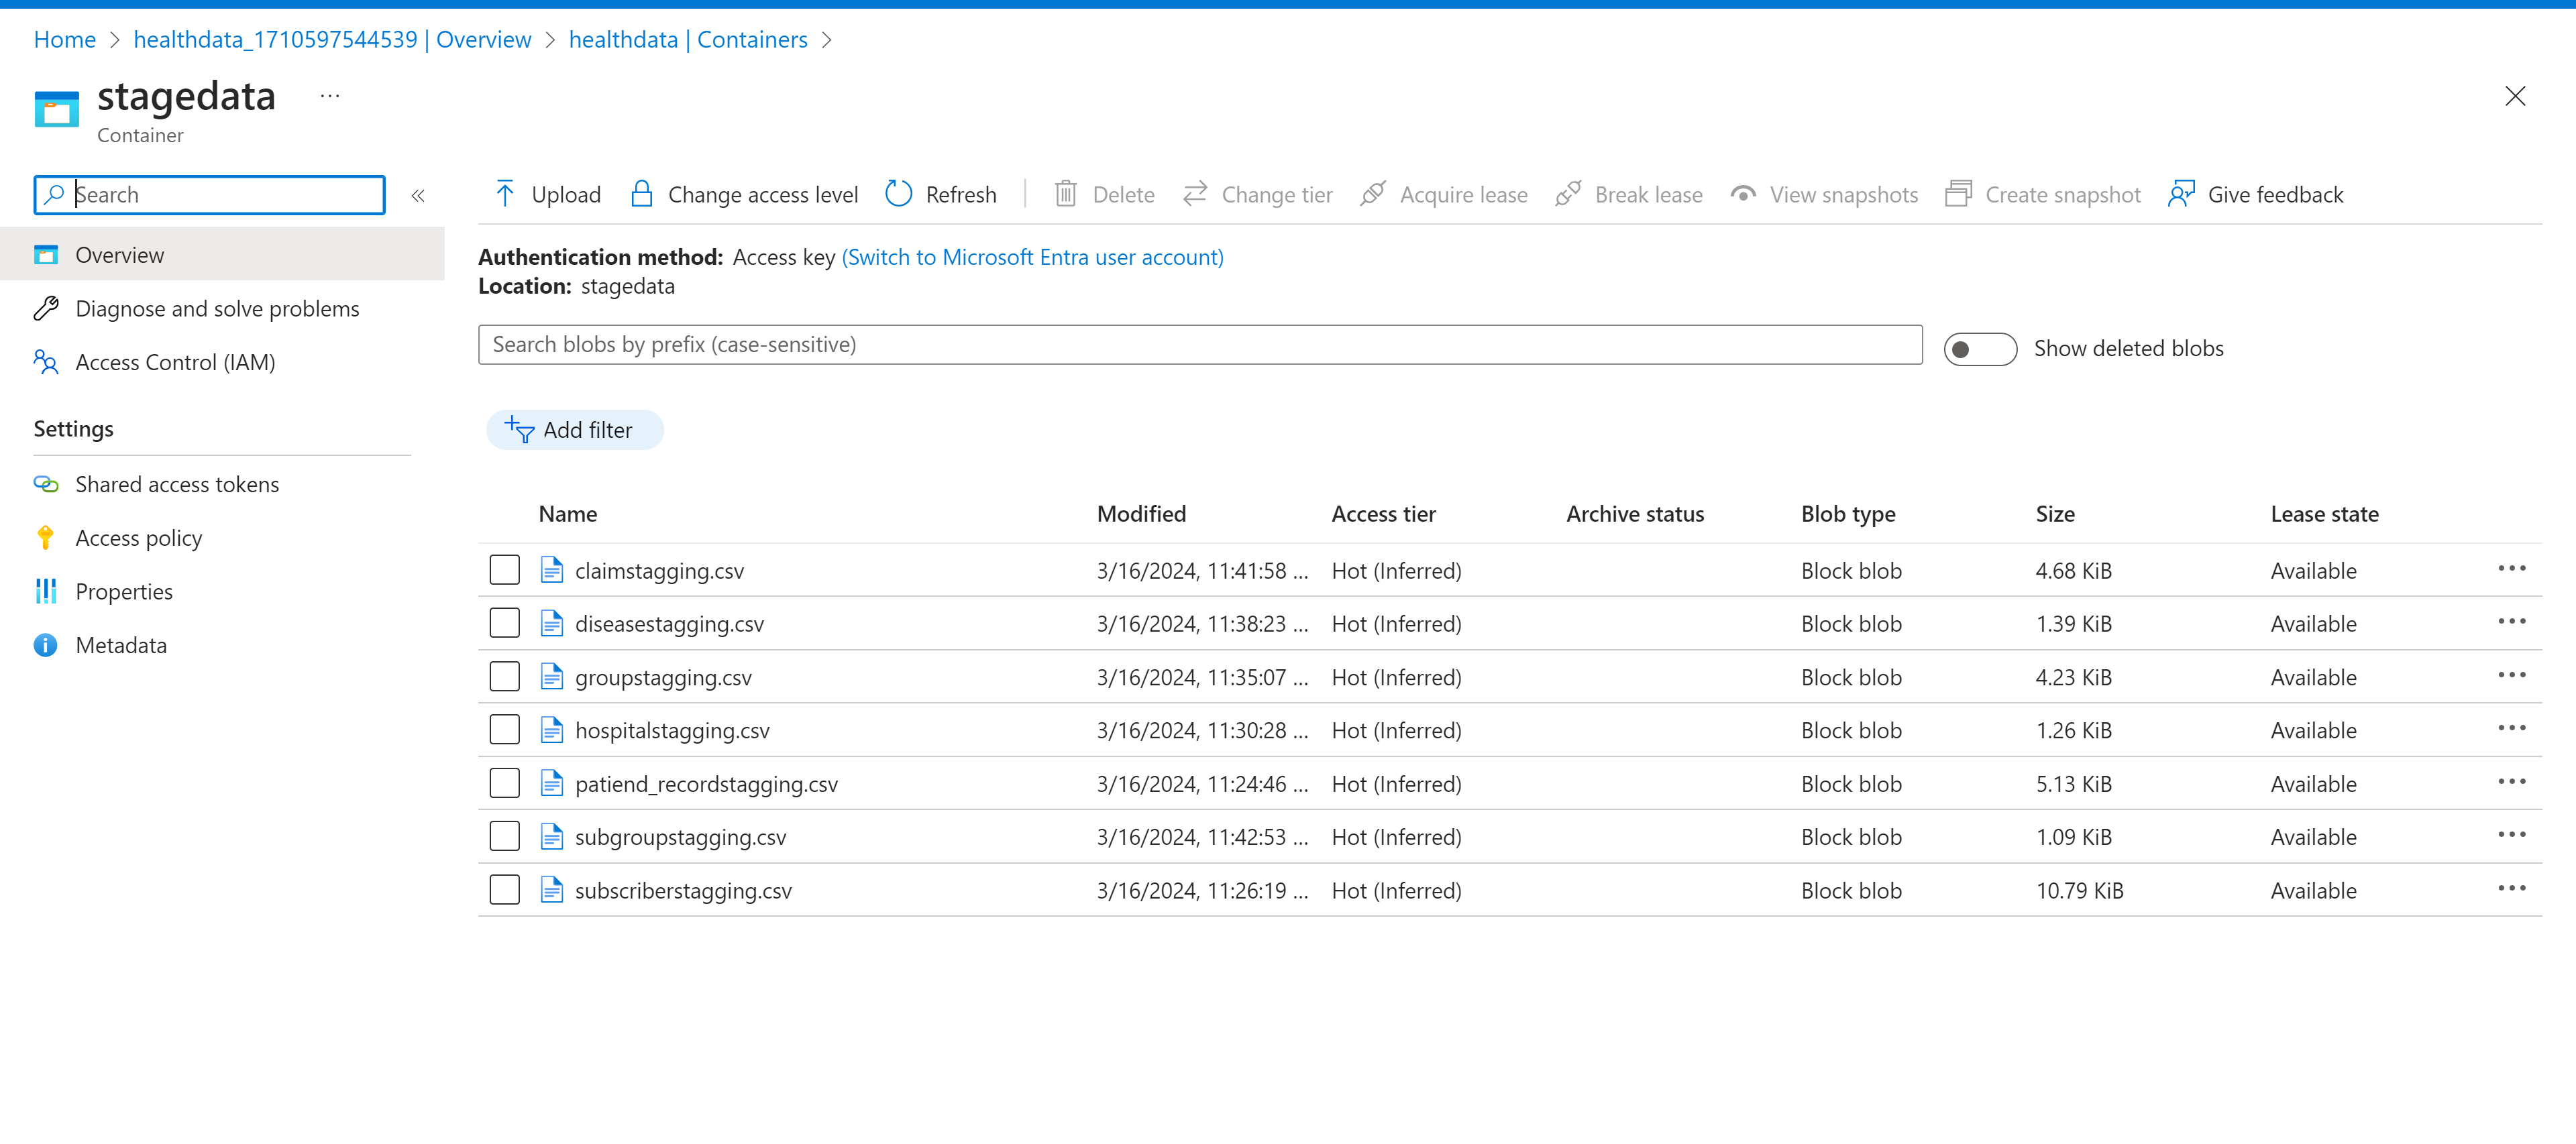 Home > healthdata_1710597544539 | Overview > healthdata | Containers >
stagedata ...
Container
Search «
Upload Change access level Refresh Delete Change tier Acquire lease Break lease View snapshots Create snapshot Give feedback
Overview
Diagnose and solve problems
Access Control (IAM)
Settings
Shared access tokens
Access policy
Properties
Metadata
Authentication method: Access key (Switch to Microsoft Entra user account)
Location: stagedata
Search blobs by prefix (case-sensitive)
Show deleted blobs
Add filter
Name Modified Access tier Archive status Blob type Size Lease state
claimstagging.csv 3/16/2024, 11:41:58 ... Hot (Inferred) Block blob 4.68 KiB Available
diseasestagging.csv 3/16/2024, 11:38:23 ... Hot (Inferred) Block blob 1.39 KiB Available
groupstagging.csv 3/16/2024, 11:35:07 ... Hot (Inferred) Block blob 4.23 KiB Available
hospitalstagging.csv 3/16/2024, 11:30:28 ... Hot (Inferred) Block blob 1.26 KiB Available
patiend_recordstagging.csv 3/16/2024, 11:24:46 ... Hot (Inferred) Block blob 5.13 KiB Available
subgroupstagging.csv 3/16/2024, 11:42:53 ... Hot (Inferred) Block blob 1.09 KiB Available
subscriberstagging.csv 3/16/2024, 11:26:19 ... Hot (Inferred) Block blob 10.79 KiB Available